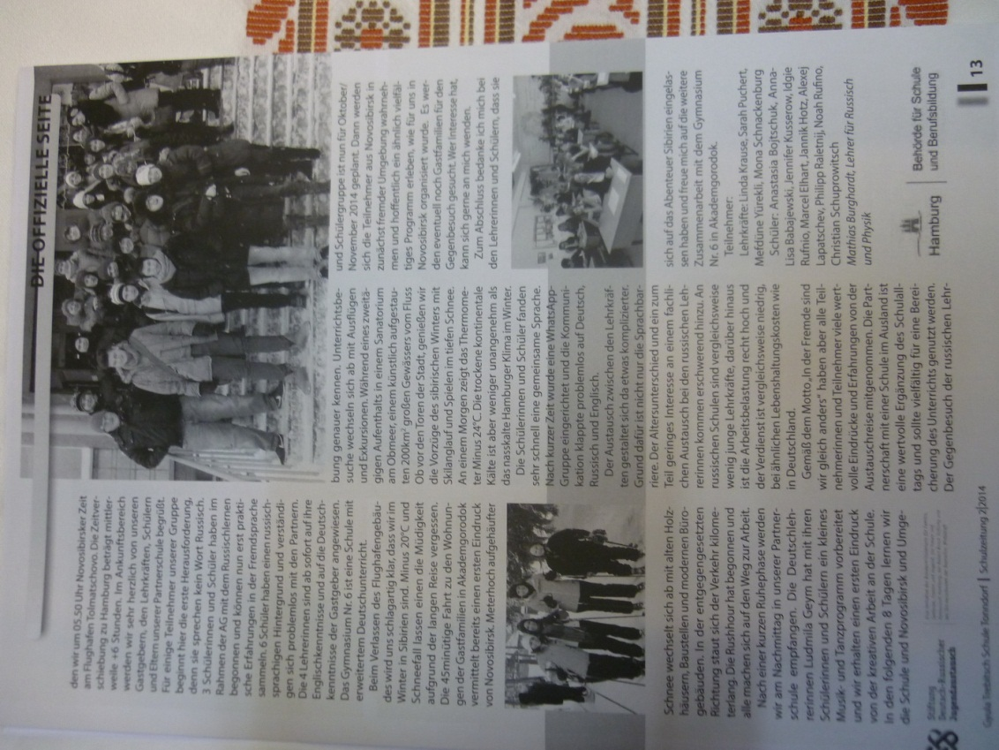 DIE OFFIZIELLE SEITE
den wir um 05.50 Uhr Novosibirsker Zeit
am Flughafen Tolmatschovo. Die Zeitver-
schiebung zu Hamburg beträgt mittler-
weile +6 Stunden. Im Ankunftsbereich
werden wir sehr herzlich von unseren
Gastgebern, den Lehrkräften, Schülern
und Eltern unserer Partnerschule begrüßt.
Für einige Teilnehmer unserer Gruppe
beginnt hier die erste Herausforderung,
denn sie sprechen kein Wort Russisch.
3 Schülerinnen und Schüler haben im
Rahmen der AG mit dem Russischlernen
begonnen und können nun erst prakti-
sche Erfahrungen in der Fremdsprache
sammeln. 6 Schüler haben einen russisch-
sprachigen Hintergrund und verständi-
gen sich problemlos mit den Partnern.
Die 4 Lehrerinnen sind ab sofort auf ihre
Englischkenntnisse und auf die Deutsch-
kenntnisse der Gastgeber angewiesen.
Das Gymnasium Nr. 6 ist eine Schule mit
erweitertem Deutschunterricht.
Beim Verlassen des Flughafengebäu-
des wird uns schlagartig klar, dass wir im
Winter in Sibirien sind. Minus 20°C und
Schneefall lassen einen die Müdigkeit
aufgrund der langen Reise vergessen.
Die 45minütige Fahrt zu den Wohnun-
gen der Gastfamilien in Akademgorodok
vermittelt bereits einen ersten Eindruck
von Novosibirsk. Meterhoch aufgehäufter
Schnee wechselt sich ab mit alten Holz-
häusern, Baustellen und modernen Büro-
gebäuden. In der entgegengesetzten
Richtung staut sich der Verkehr kilome-
terlang. Die Rushhour hat begonnen und
alle machen sich auf den Weg zur Arbeit.
Nach einer kurzen Ruhephase werden
wir am Nachmittag in unserer Partner-
schule empfangen. Die Deutschleh-
rerinnen Ludmila Geym hat mit ihren
Schülerinnen und Schülern ein kleines
Musik- und Tanzprogramm vorbereitet
und wir erhalten einen ersten Eindruck
von der kreativen Arbeit an der Schule.
In den folgenden 8 Tagen lernen wir
die Schule und Novosibirsk und Umge-
bung genauer kennen. Unterrichtsbe-
suche wechseln sich ab mit Ausflügen
und Exkursionen. Während eines zweitä-
gigen Aufenthalts in einem Sanatorium
am Obmeer, einem künstlich aufgestau-
ten 200km² großen Gewässers vom Fluss
Ob vor den Toren der Stadt, genießen wir
die Vorzüge des sibirischen Winters mit
Skilanglauf und Spielen im tiefen Schnee.
An einem Morgen zeigt das Thermome-
ter Minus 24°C. Die trockene kontinentale
Kälte ist aber weniger unangenehm als
das nasskalte Hamburger Klima im Winter.
Die Schülerinnen und Schüler fanden
sehr schnell eine gemeinsame Sprache.
Nach kurzer Zeit wurde eine WhatsApp-
Gruppe eingerichtet und die Kommuni-
kation klappte problemlos auf Deutsch,
Russisch und Englisch.
Der Austausch zwischen den Lehrkräf-
ten gestaltet sich da etwas komplizierter.
Grund dafür ist nicht nur die Sprachbar-
riere. Der Altersunterschied und ein zum
Teil geringes Interesse an einem fachli-
chen Austausch bei den russischen Leh-
rerinnen kommen erschwerend hinzu. An
russischen Schulen sind vergleichsweise
wenig junge Lehrkräfte, darüber hinaus
ist die Arbeitsbelastung recht hoch und
der Verdienst ist vergleichsweise niedrig,
bei ähnlichen Lebenshaltungskosten wie
in Deutschland.
Gemäß dem Motto „In der Fremde sind
wir gleich anders“ haben aber alle Teil-
nehmerinnen und Teilnehmer viele wert-
volle Eindrücke und Erfahrungen von der
Austauschreise mitgenommen. Die Part-
nerschaft mit einer Schule im Ausland ist
eine wertvolle Ergänzung des Schulall-
tags und sollte vielfältig für eine Berei-
cherung des Unterrichts genutzt werden.
Der Gegenbesuch der russischen Lehr-
und Schülergruppe ist nun für Oktober/
November 2014 geplant. Dann werden
sich die Teilnehmer aus Novosibirsk in
zunächst fremder Umgebung wahrneh-
men und hoffentlich ein ähnlich vielfäl-
tiges Programm erleben, wie für uns in
Novosibirsk organisiert wurde. Es wer-
den eventuell noch Gastfamilien für den
Gegenbesuch gesucht. Wer Interesse hat,
kann sich gerne an mich wenden.
Zum Abschluss bedanke ich mich bei
den Lehrerinnen und Schülern, dass sie
sich auf das Abenteuer Sibirien eingelas-
sen haben und freue mich auf die weitere
Zusammenarbeit mit dem Gymnasium
Nr. 6 in Akademgorodok.
Teilnehmer:
Lehrkräfte: Linda Krause, Sarah Puchert,
Mefdüne Yürekli, Mona Schnackenburg
Schüler: Anastasia Bojtschuk, Anna-
Lisa Babajewski, Jennifer Kusserow, Idgie
Rufino, Marcel Elhart, Jannik Hotz, Alexej
Lapatschev, Philipp Raletnij, Noah Rufino,
Christian Schuprowitsch
Mathias Burghardt, Lehrer für Russisch
und Physik
Stiftung
Deutsch-Russischer
Jugendaustausch
Hamburg
Behörde für Schule
und Berufsbildung
Schulzeitung 2|2014
13